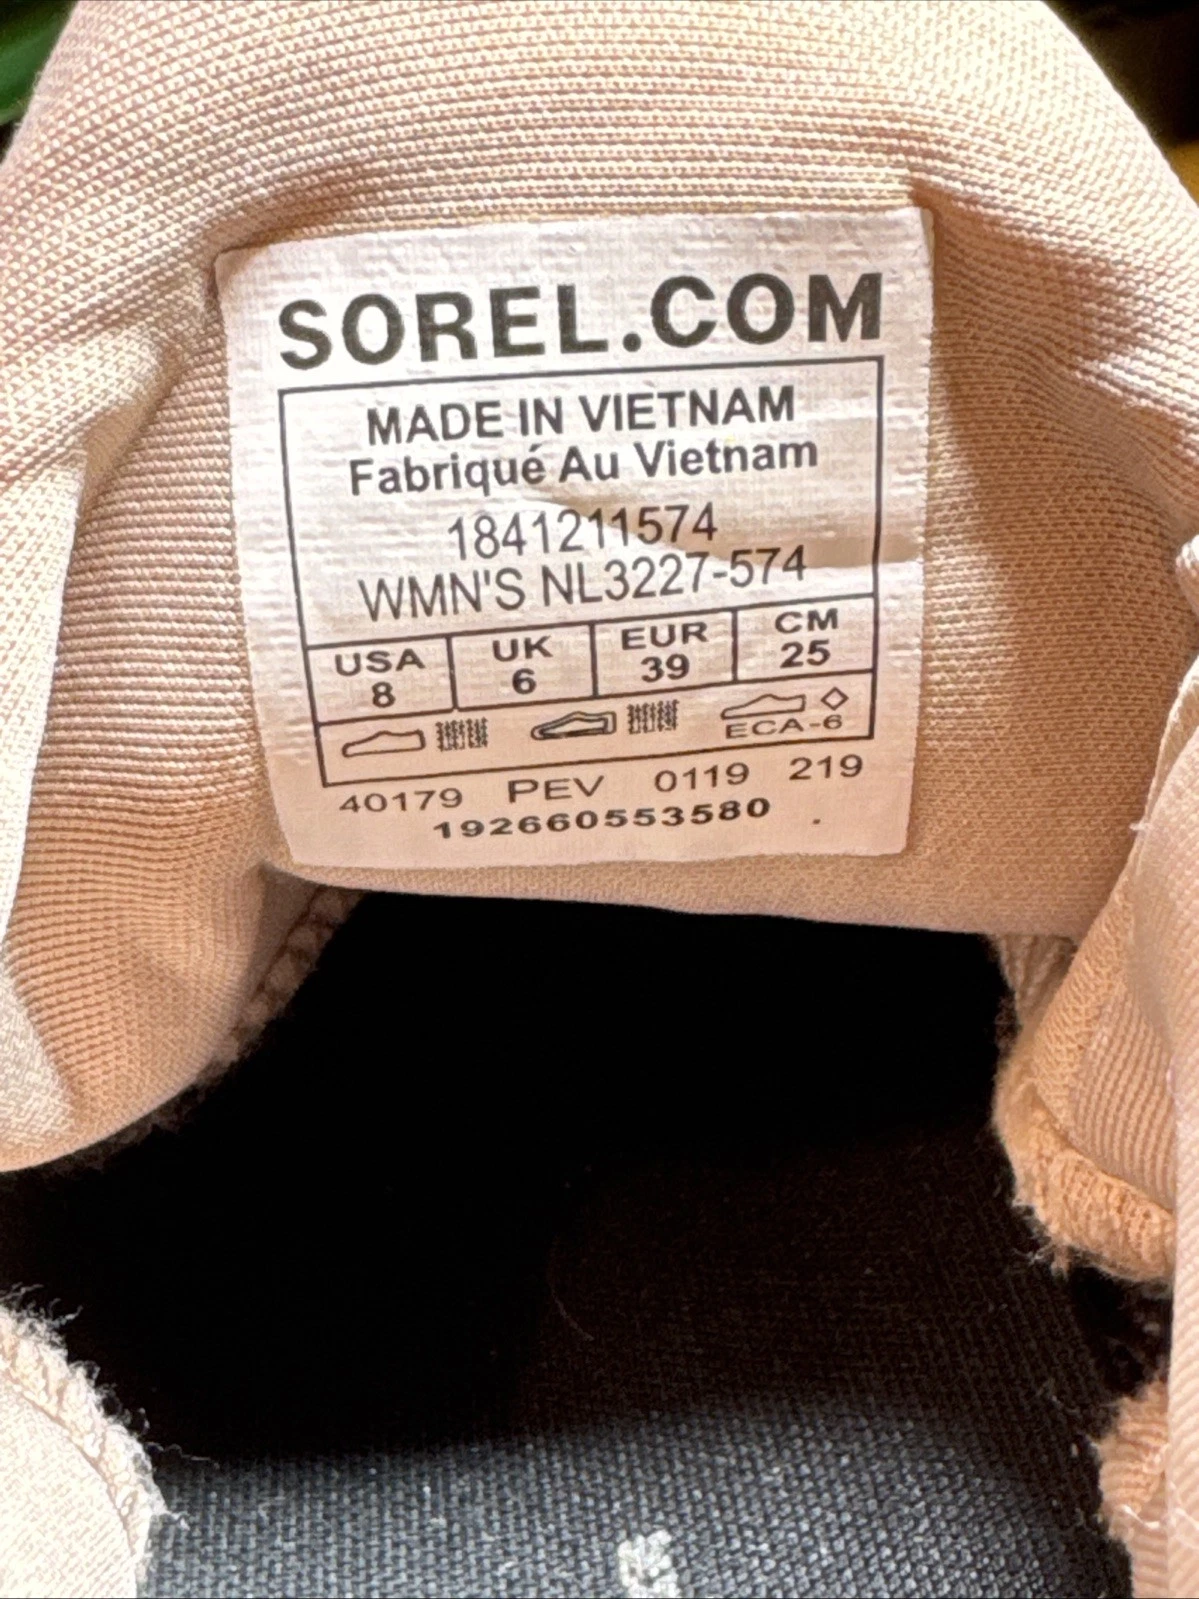 SOREL.COM
MADE IN VIETNAM
Fabriqué Au Vietnam
1841211574
WMN'S NL3227-574
USA UK EUR CM
8 6 39 25
ECA-6
40179 PEV 0119 219
192660553580 .